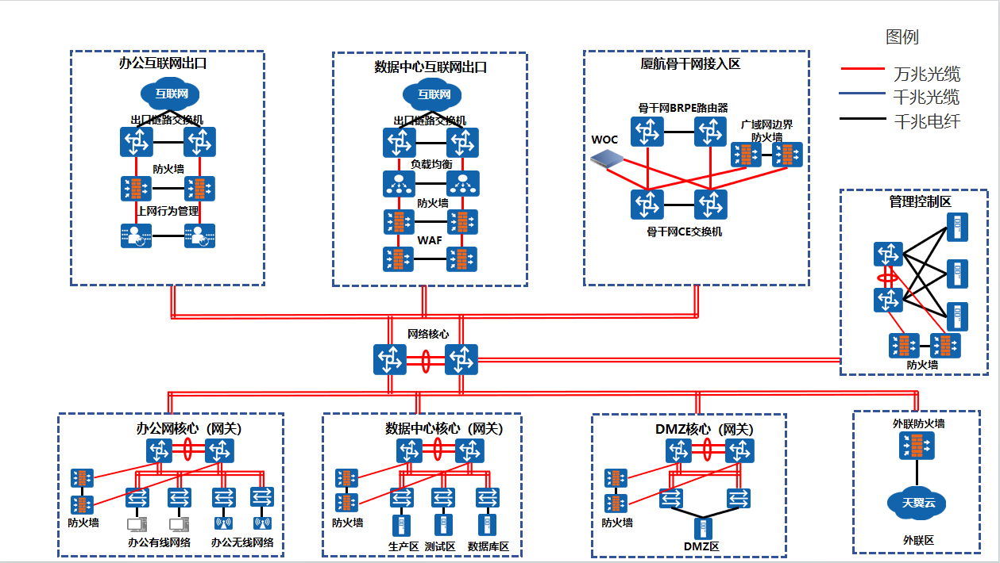 图例
万兆光缆
千兆光缆
千兆电纤
办公互联网出口
互联网
出口链路交换机
防火墙
上网行为管理
数据中心互联网出口
互联网
出口链路交换机
负载均衡
防火墙
WAF
厦航骨干网接入区
骨干网BRPE路由器
广域网边界
防火墙
WOC
骨干网CE交换机
管理控制区
防火墙
网络核心
办公网核心（网关）
防火墙
办公有线网络
办公无线网络
数据中心核心（网关）
防火墙
生产区
测试区
数据库区
DMZ核心（网关）
防火墙
DMZ区
外联防火墙
天翼云
外联区